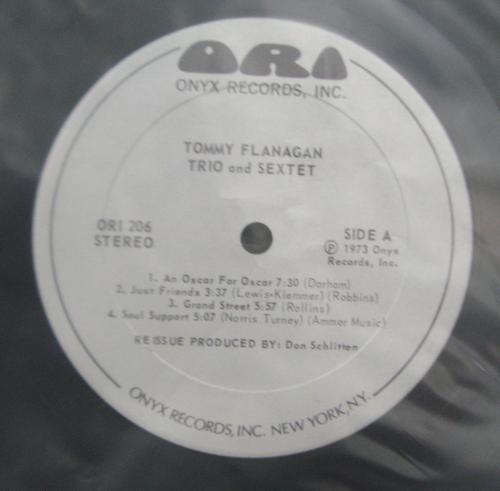 ORI
ONYX RECORDS, INC.
TOMMY FLANAGAN
TRIO and SEXTET
ORI 206
STEREO
SIDE A
Ⓟ 1973 Onyx
Records, Inc.
1. An Oscar For Oscar 7:30 (Dorham)
2. Just Friends 3:37 (Lewis-Klemmer) (Robbins)
3. Grand Street 5:57 (Rollins)
4. Soul Support 5:07 (Norris Turney) (Ammor Music)
REISSUE PRODUCED BY: Don Schlitten
ONYX RECORDS, INC. NEW YORK, N.Y.